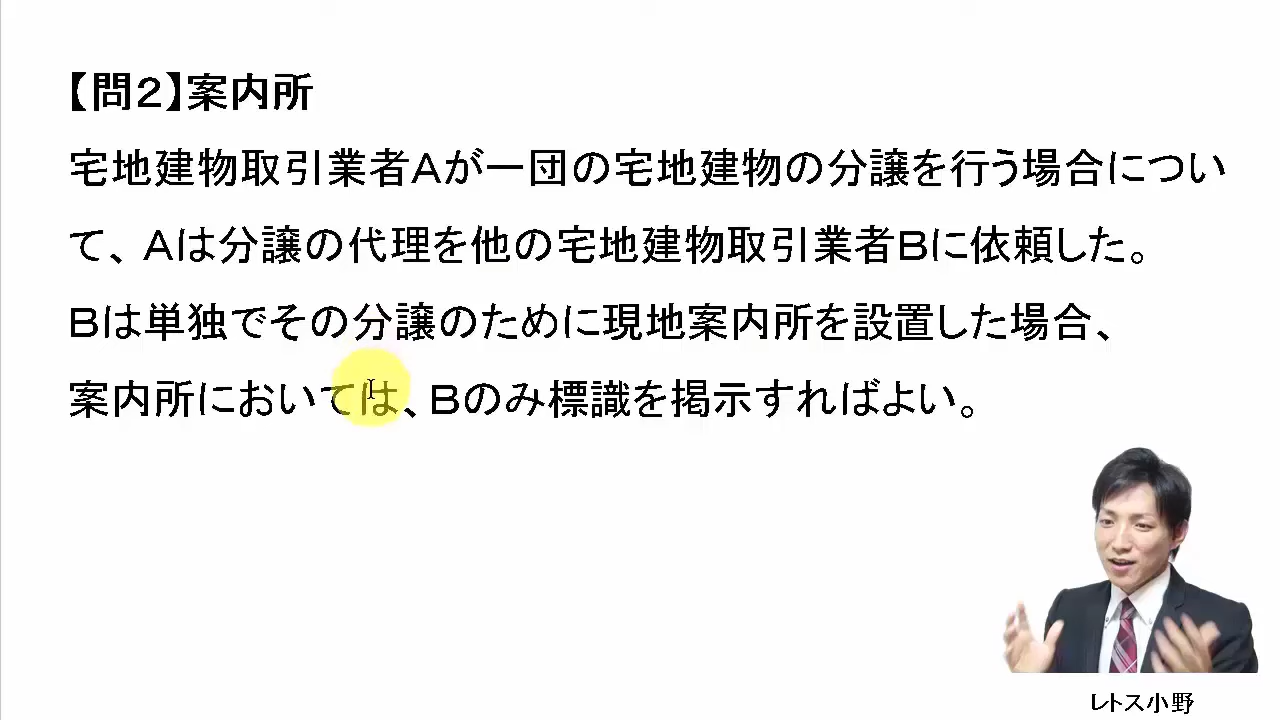 【問２】案内所
宅地建物取引業者Ａが一団の宅地建物の分譲を行う場合につい
て、Ａは分譲の代理を他の宅地建物取引業者Ｂに依頼した。
Ｂは単独でその分譲のために現地案内所を設置した場合、
案内所においては、Ｂのみ標識を掲示すればよい。
レトス小野